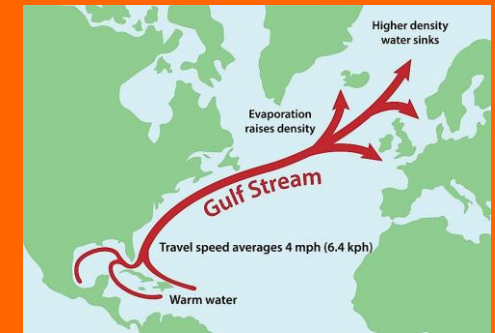 Higher density
water sinks
Evaporation
raises density
Gulf Stream
Travel speed averages 4 mph (6.4 kph)
Warm water